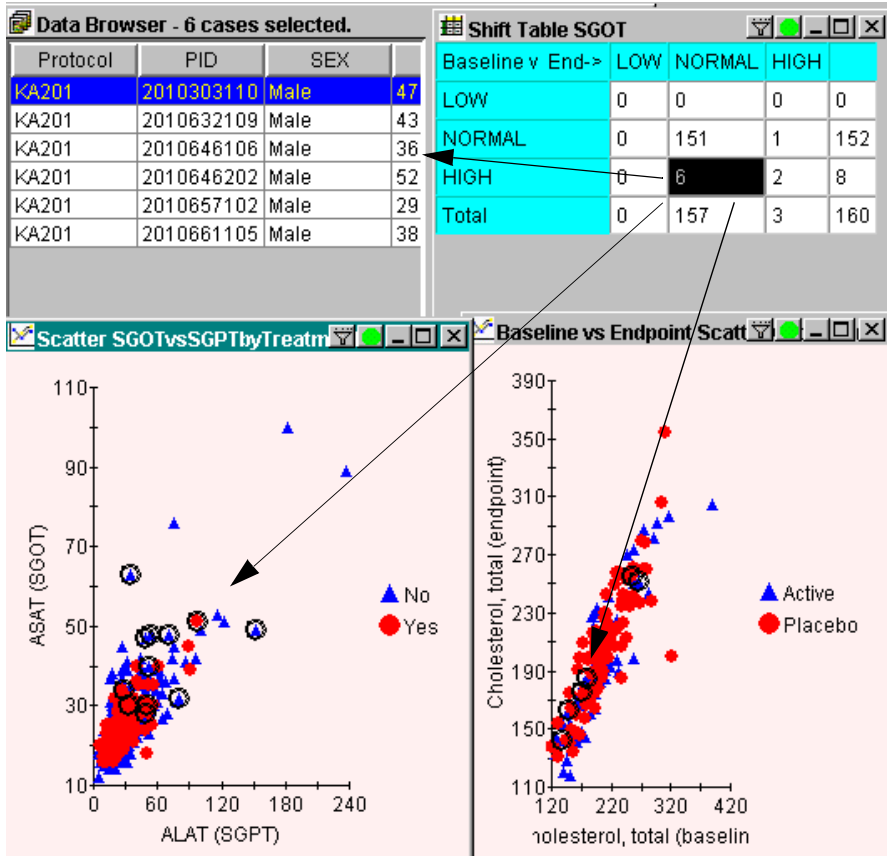 Data Browser - 6 cases selected.
Protocol PID SEX
KA201 2010303110 Male 47
KA201 2010632109 Male 43
KA201 2010646106 Male 36
KA201 2010646202 Male 52
KA201 2010657102 Male 29
KA201 2010661105 Male 38
Shift Table SGOT
Baseline v End-> LOW NORMAL HIGH
LOW 0 0 0 0
NORMAL 0 151 1 152
HIGH 0 6 2 8
Total 0 157 3 160
Scatter SGOTvsSGPTbyTreatm
110
90
70
50
30
10
ASAT (SGOT)
0 60 120 180 240
ALAT (SGPT)
No
Yes
Baseline vs Endpoint Scatt
390
350
310
270
230
190
150
110
Cholesterol, total (endpoint)
120 220 320 420
holesterol, total (baselin
Active
Placebo